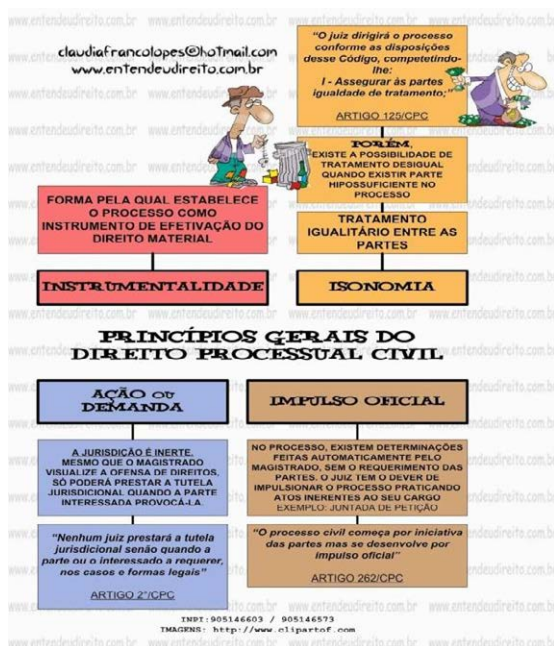 claudiafrancolopes@hotmail.com
www.entendeudireito.com.br
"O juiz dirigirá o processo
conforme as disposições
desse Código, competetindo-
lhe:
I - Assegurar às partes
igualdade de tratamento;"
ARTIGO 125/CPC
PORÉM,
EXISTE A POSSIBILIDADE DE
TRATAMENTO DESIGUAL
QUANDO EXISTIR PARTE
HIPOSSUFICIENTE NO
PROCESSO
FORMA PELA QUAL ESTABELECE
O PROCESSO COMO
INSTRUMENTO DE EFETIVAÇÃO DO
DIREITO MATERIAL
TRATAMENTO
IGUALITÁRIO ENTRE AS
PARTES
INSTRUMENTALIDADE
ISONOMIA
PRINCÍPIOS GERAIS DO
DIREITO PROCESSUAL CIVIL
AÇÃO OU
DEMANDA
IMPULSO OFICIAL
A JURISDIÇÃO É INERTE.
MESMO QUE O MAGISTRADO
VISUALIZE A OFENSA DE DIREITOS,
SÓ PODERÁ PRESTAR A TUTELA
JURISDICIONAL QUANDO A PARTE
INTERESSADA PROVOCÁ-LA.
NO PROCESSO, EXISTEM DETERMINAÇÕES
FEITAS AUTOMATICAMENTE PELO
MAGISTRADO, SEM O REQUERIMENTO DAS
PARTES. O JUIZ TEM O DEVER DE
IMPULSIONAR O PROCESSO PRATICANDO
ATOS INERENTES AO SEU CARGO
EXEMPLO: JUNTADA DE PETIÇÃO
"Nenhum juiz prestará a tutela
jurisdicional senão quando a
parte ou o interessado a requerer,
nos casos e formas legais"
ARTIGO 2°/CPC
"O processo civil começa por iniciativa
das partes mas se desenvolve por
impulso oficial"
ARTIGO 262/CPC
INPI:905146603 / 905146573
IMAGENS: http://www.clipartof.com